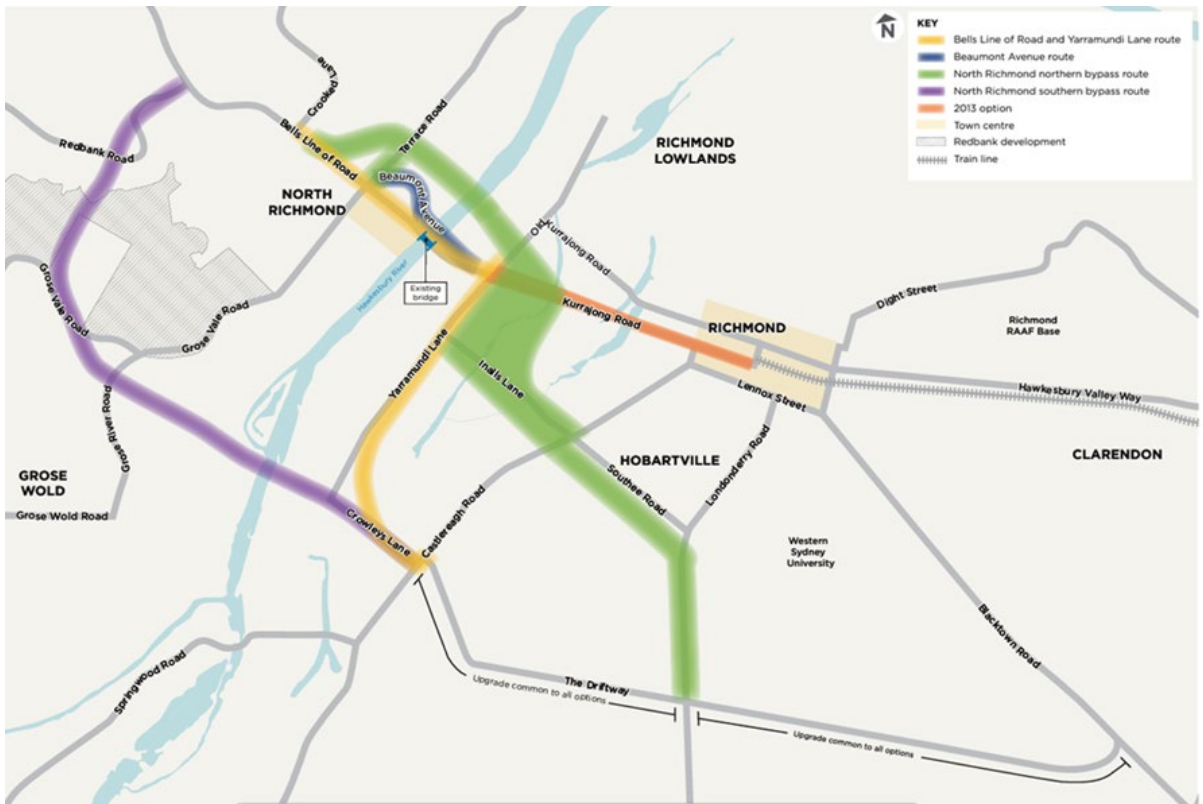 N
KEY
Bells Line of Road and Yarramundi Lane route
Beaumont Avenue route
North Richmond northern bypass route
North Richmond southern bypass route
2013 option
Town centre
Redbank development
Train line
Crooked Lane
Terrace Road
Bells Line of Road
Redbank Road
RICHMOND
LOWLANDS
Beaumont Avenue
NORTH
RICHMOND
Old
Kurrajong Road
Hawkesbury River
Existing
bridge
Grose Vale Road
Grose Vale Road
Kurrajong Road
RICHMOND
Dight Street
Richmond
RAAF Base
Yarramundi Lane
Inalls Lane
Lennox Street
Hawkesbury Valley Way
Grose River Road
HOBARTVILLE
CLARENDON
GROSE
WOLD
Grose Wold Road
Southee Road
Londonderry Road
Crowleys Lane
Castlereagh Road
Western
Sydney
University
Blacktown Road
Springwood Road
The Driftway
Upgrade common to all options
Upgrade common to all options